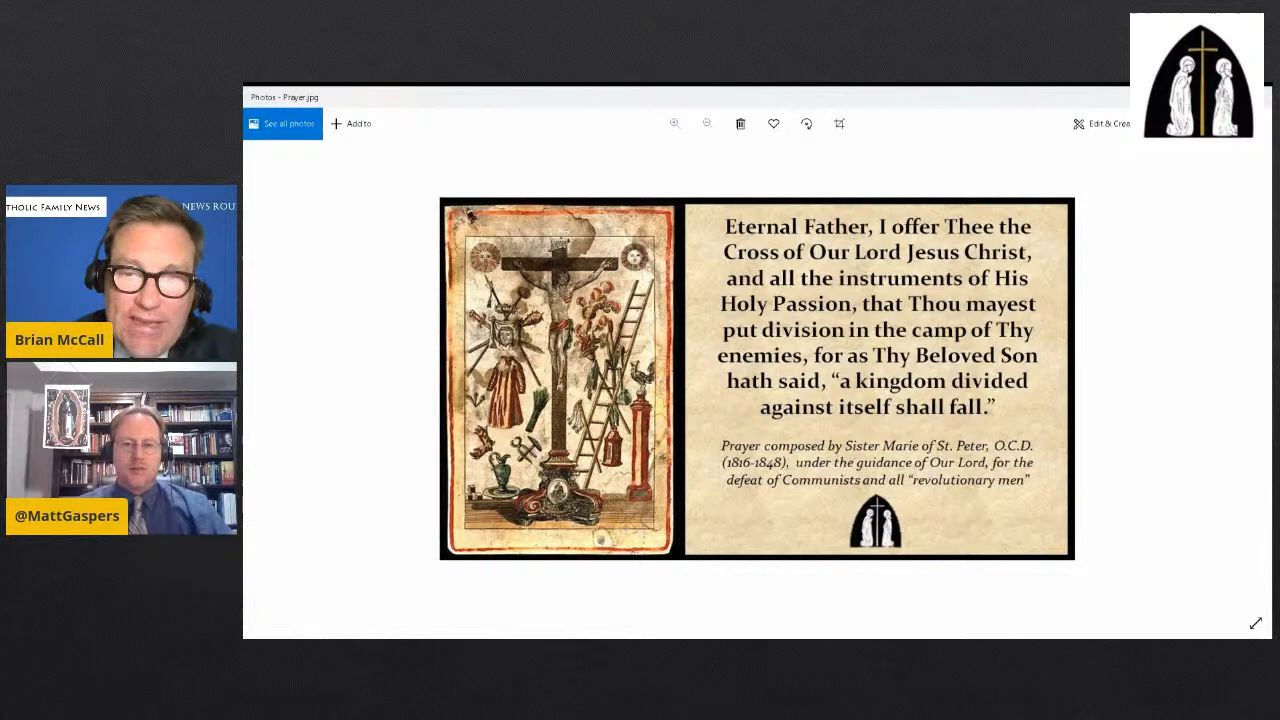 Photos - Prayer.jpg
See all photos
Add to
Edit & Crea
THOLIC FAMILY NEWS
NEWS ROU
Brian McCall
@MattGaspers
Eternal Father, I offer Thee the
Cross of Our Lord Jesus Christ,
and all the instruments of His
Holy Passion, that Thou mayest
put division in the camp of Thy
enemies, for as Thy Beloved Son
hath said, “a kingdom divided
against itself shall fall.”
Prayer composed by Sister Marie of St. Peter, O.C.D.
(1816-1848), under the guidance of Our Lord, for the
defeat of Communists and all “revolutionary men”